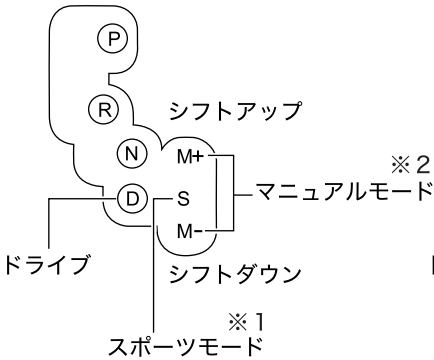 P
R
シフトアップ
N
M+
※2
マニュアルモード
D
S
M-
ドライブ
シフトダウン
※1
スポーツモード